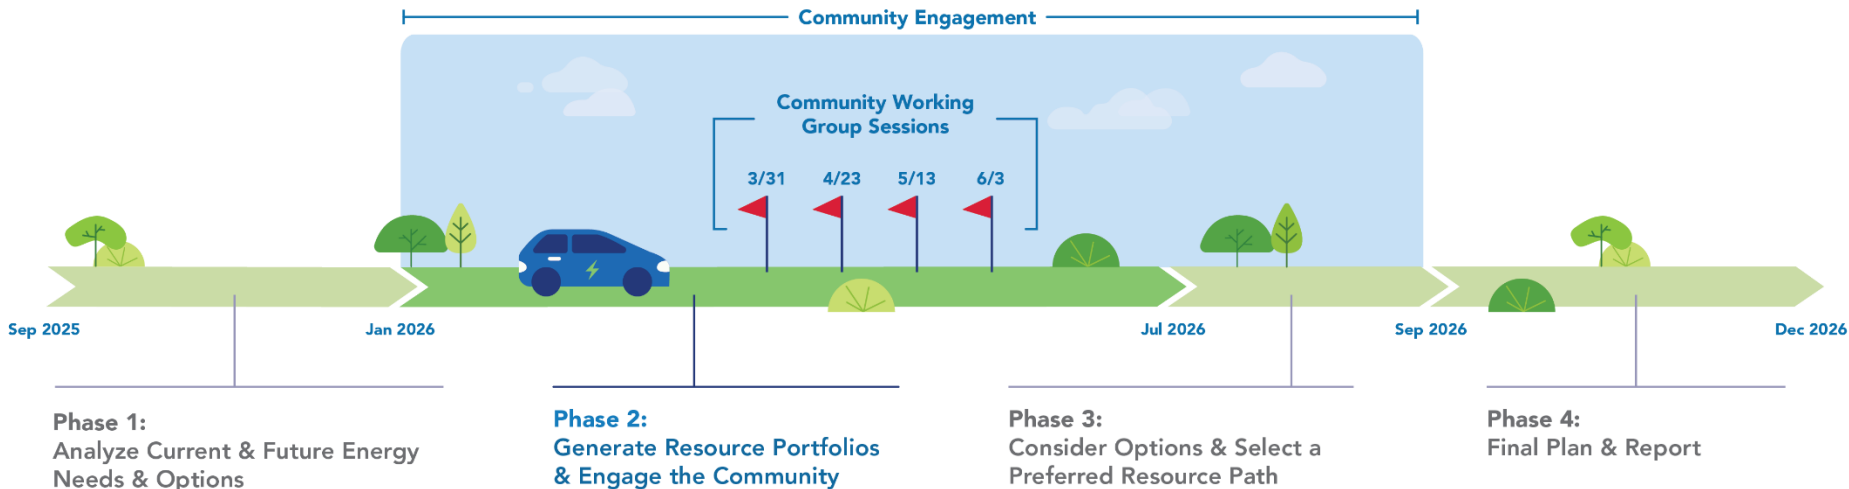 Community Engagement
Community Working
Group Sessions
3/31
4/23
5/13
6/3
Sep 2025
Jan 2026
Jul 2026
Sep 2026
Dec 2026
Phase 1:
Analyze Current & Future Energy
Needs & Options
Phase 2:
Generate Resource Portfolios
& Engage the Community
Phase 3:
Consider Options & Select a
Preferred Resource Path
Phase 4:
Final Plan & Report